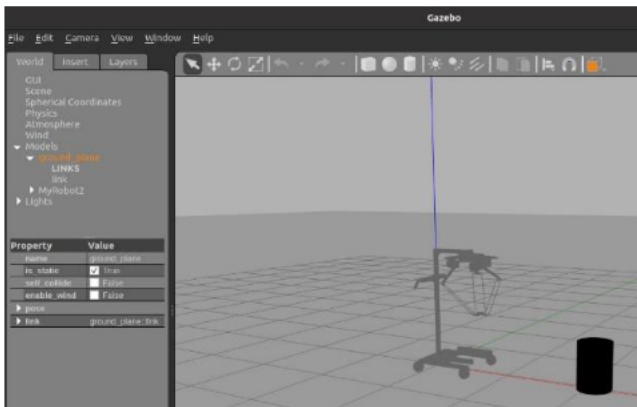 Gazebo
File Edit Camera View Window Help
World Insert Layers
GUI
Scene
Spherical Coordinates
Physics
Atmosphere
Wind
Models
ground_plane
LINKS
link
MyRobot2
Lights
Property Value
name ground_plane
is_static True
self_collide False
enable_wind False
pose
link ground_plane::link